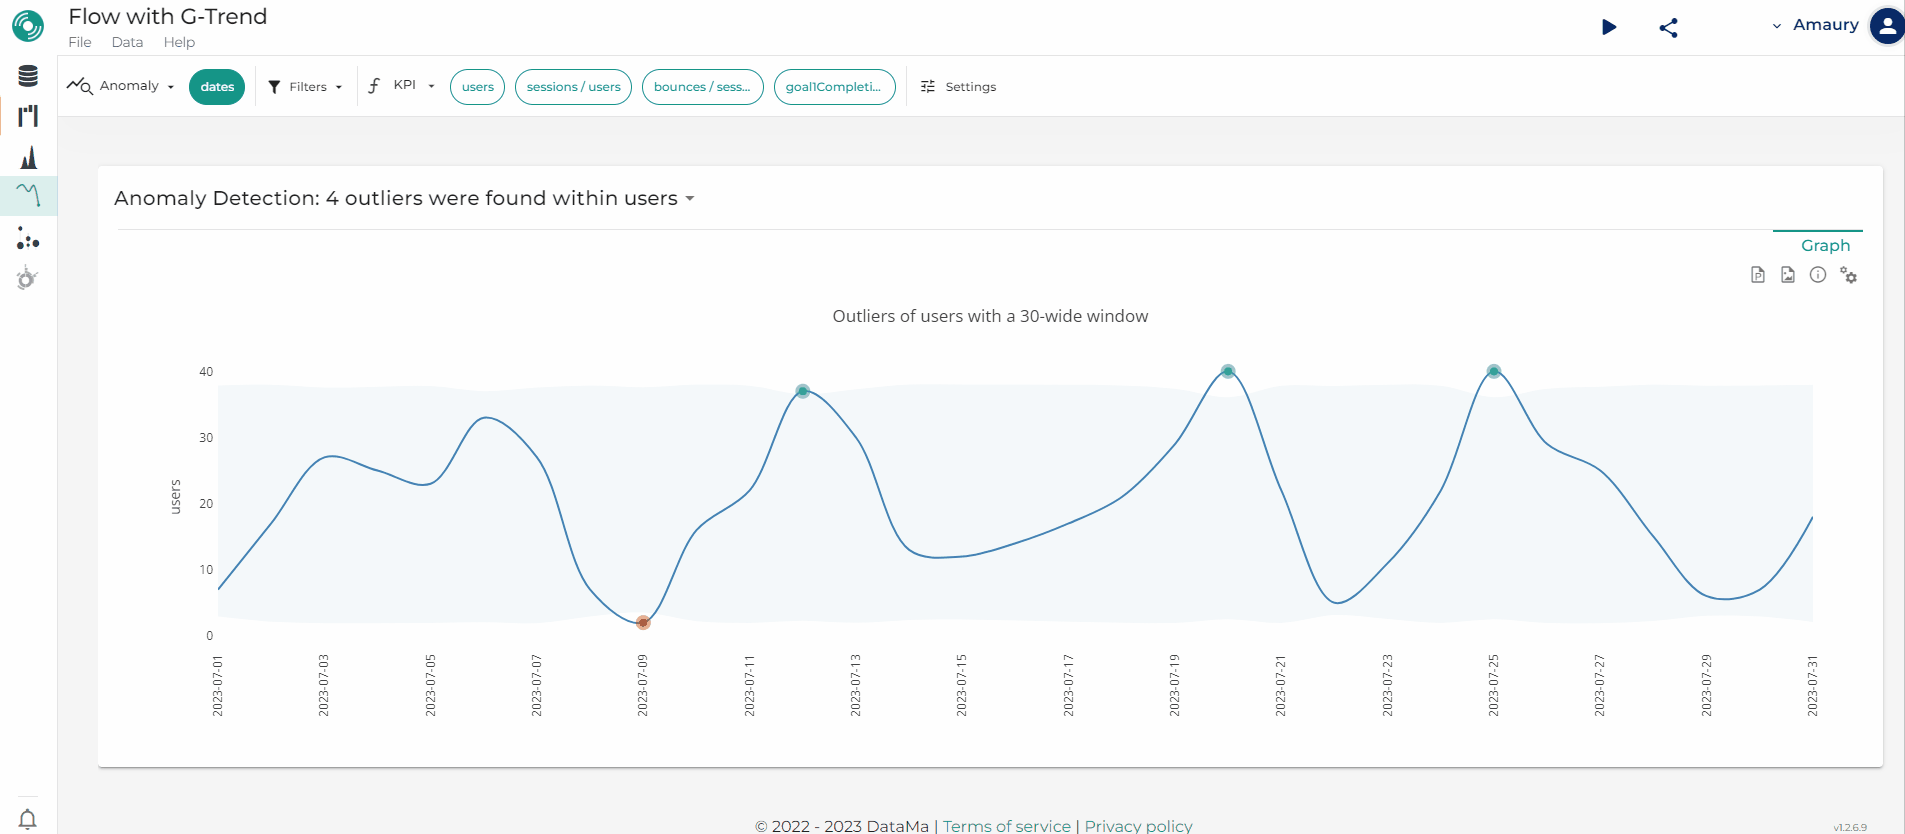 Flow with G-Trend
File Data Help
Amaury
Anomaly
dates
Filters
KPI
users
sessions / users
bounces / sess...
goal1Completi...
Settings
Anomaly Detection: 4 outliers were found within users
Graph
Outliers of users with a 30-wide window
40
30
20
10
0
users
2023-07-01
2023-07-03
2023-07-05
2023-07-07
2023-07-09
2023-07-11
2023-07-13
2023-07-15
2023-07-17
2023-07-19
2023-07-21
2023-07-23
2023-07-25
2023-07-27
2023-07-29
2023-07-31
© 2022 - 2023 DataMa | Terms of service | Privacy policy
v1.2.6.9